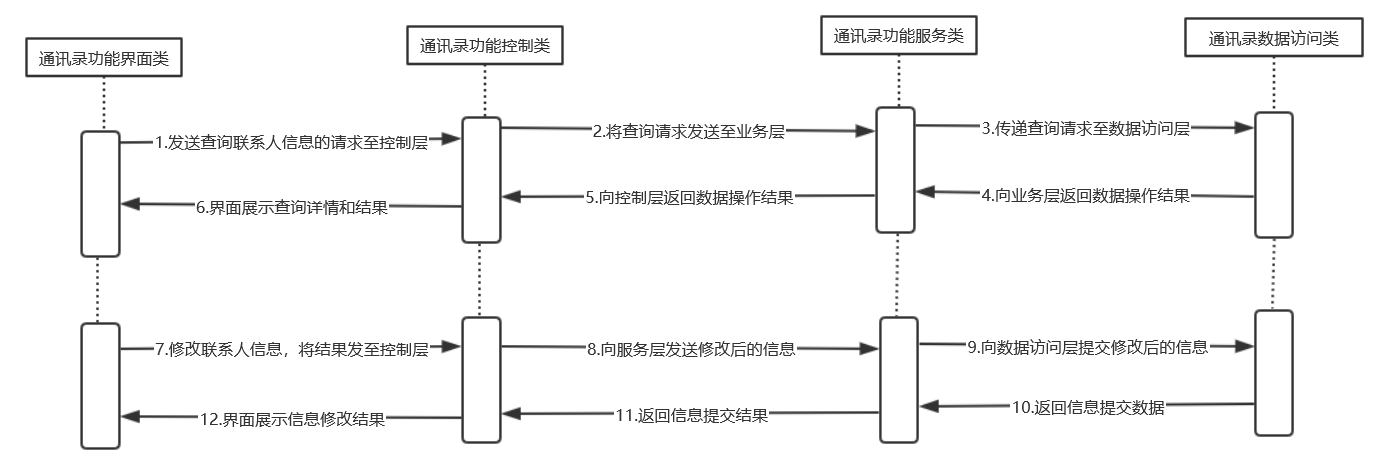 通讯录功能界面类
通讯录功能控制类
通讯录功能服务类
通讯录数据访问类
1.发送查询联系人信息的请求至控制层
2.将查询请求发送至业务层
3.传递查询请求至数据访问层
4.向业务层返回数据操作结果
5.向控制层返回数据操作结果
6.界面展示查询详情和结果
7.修改联系人信息，将结果发至控制层
8.向服务层发送修改后的信息
9.向数据访问层提交修改后的信息
10.返回信息提交数据
11.返回信息提交结果
12.界面展示信息修改结果